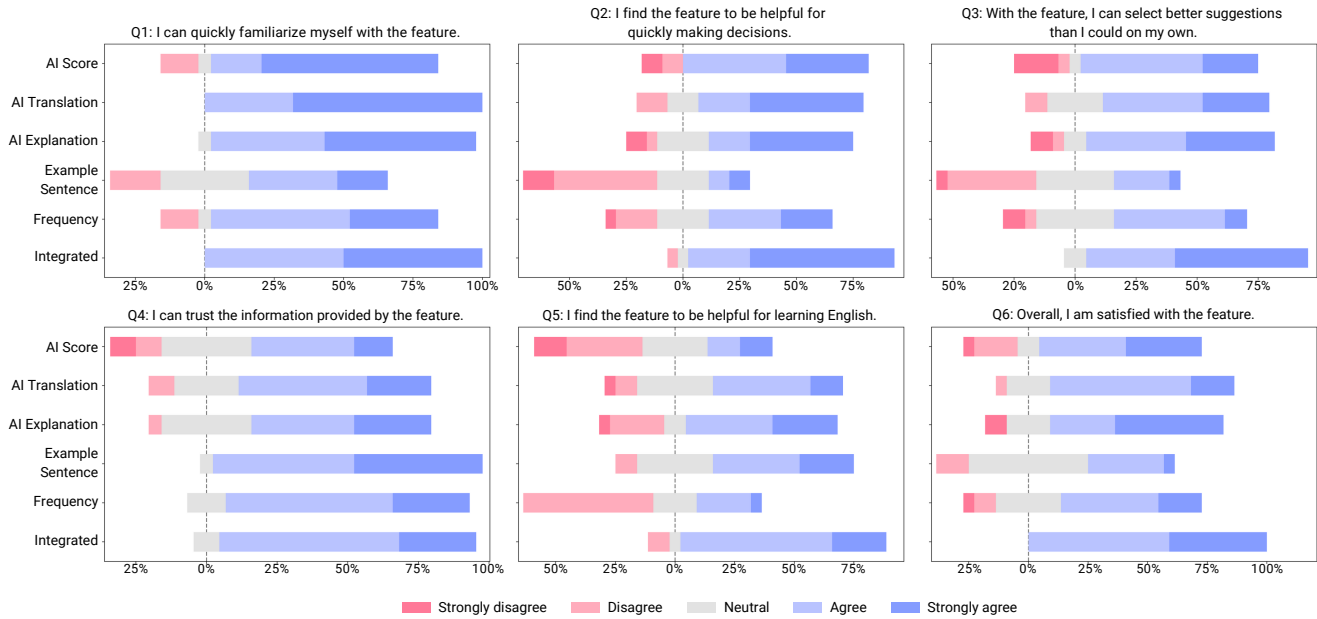 Q1: I can quickly familiarize myself with the feature.
Q2: I find the feature to be helpful for
quickly making decisions.
Q3: With the feature, I can select better suggestions
than I could on my own.
AI Score
AI Translation
AI Explanation
Example
Sentence
Frequency
Integrated
25% 0% 25% 50% 75% 100%
50% 25% 0% 25% 50% 75%
50% 20% 0% 25% 50% 75%
Q4: I can trust the information provided by the feature.
Q5: I find the feature to be helpful for learning English.
Q6: Overall, I am satisfied with the feature.
AI Score
AI Translation
AI Explanation
Example
Sentence
Frequency
Integrated
25% 0% 25% 50% 75% 100%
50% 25% 0% 25% 50% 75%
25% 0% 25% 50% 75% 100%
Strongly disagree Disagree Neutral Agree Strongly agree